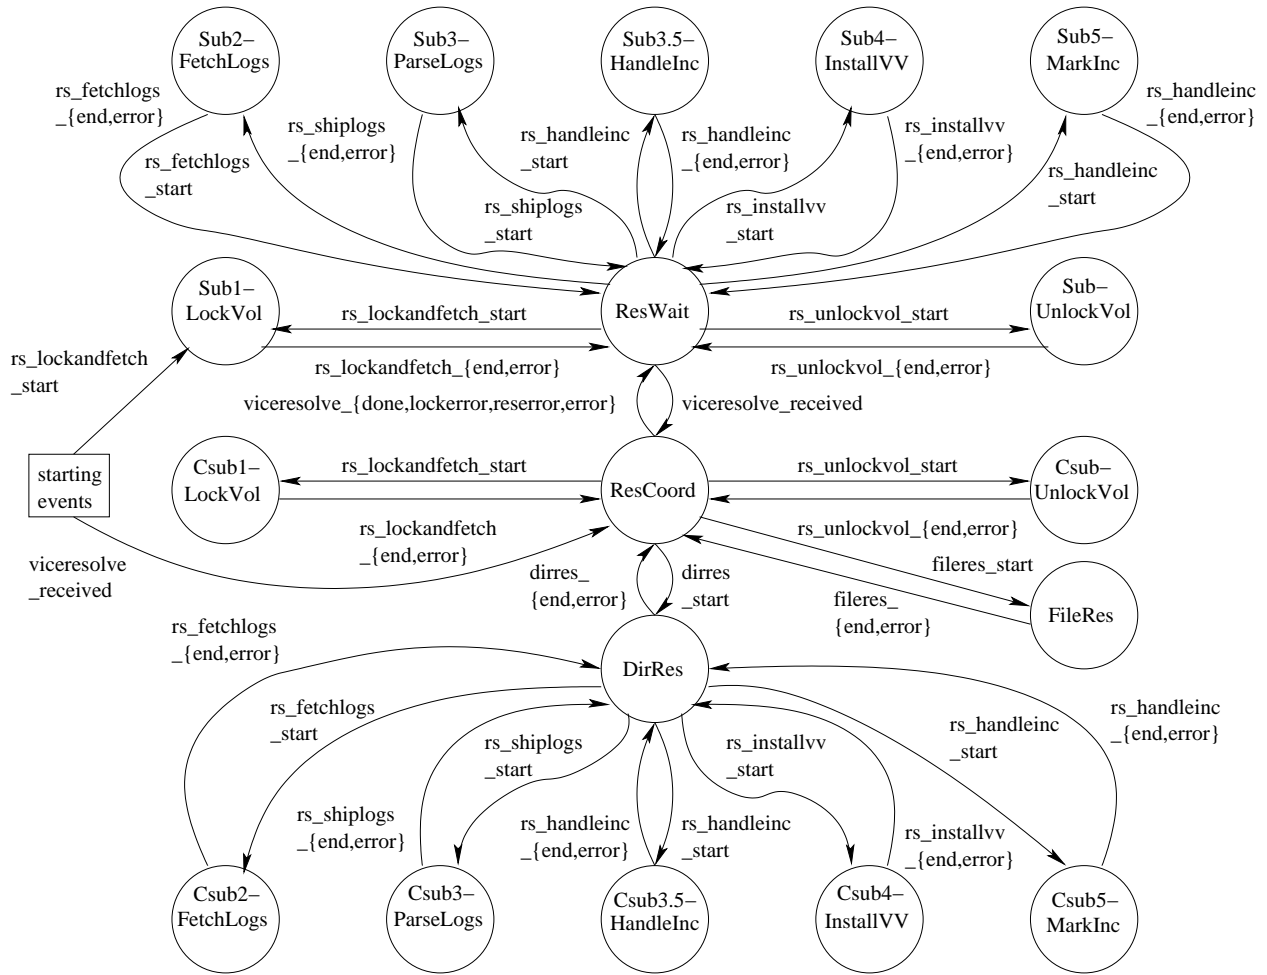 Sub2–
FetchLogs
Sub3–
ParseLogs
Sub3.5–
HandleInc
Sub4–
InstallVV
Sub5–
MarkInc
rs_fetchlogs
_{end,error}
rs_fetchlogs
_start
rs_shiplogs
_{end,error}
rs_shiplogs
_start
rs_handleinc
_start
rs_handleinc
_{end,error}
rs_installvv
_start
rs_installvv
_{end,error}
rs_handleinc
_start
rs_handleinc
_{end,error}
Sub1–
LockVol
rs_lockandfetch_start
rs_lockandfetch_{end,error}
ResWait
rs_unlockvol_start
rs_unlockvol_{end,error}
Sub–
UnlockVol
rs_lockandfetch
_start
viceresolve_{done,lockerror,reserror,error}
viceresolve_received
starting
events
Csub1–
LockVol
rs_lockandfetch_start
rs_lockandfetch
_{end,error}
ResCoord
rs_unlockvol_start
rs_unlockvol_{end,error}
Csub–
UnlockVol
viceresolve
_received
dirres_
{end,error}
dirres
_start
fileres_start
fileres_
{end,error}
FileRes
DirRes
rs_fetchlogs
_{end,error}
rs_fetchlogs
_start
rs_shiplogs
_start
rs_shiplogs
_{end,error}
rs_handleinc
_{end,error}
rs_handleinc
_start
rs_installvv
_start
rs_installvv
_{end,error}
rs_handleinc
_start
rs_handleinc
_{end,error}
Csub2–
FetchLogs
Csub3–
ParseLogs
Csub3.5–
HandleInc
Csub4–
InstallVV
Csub5–
MarkInc